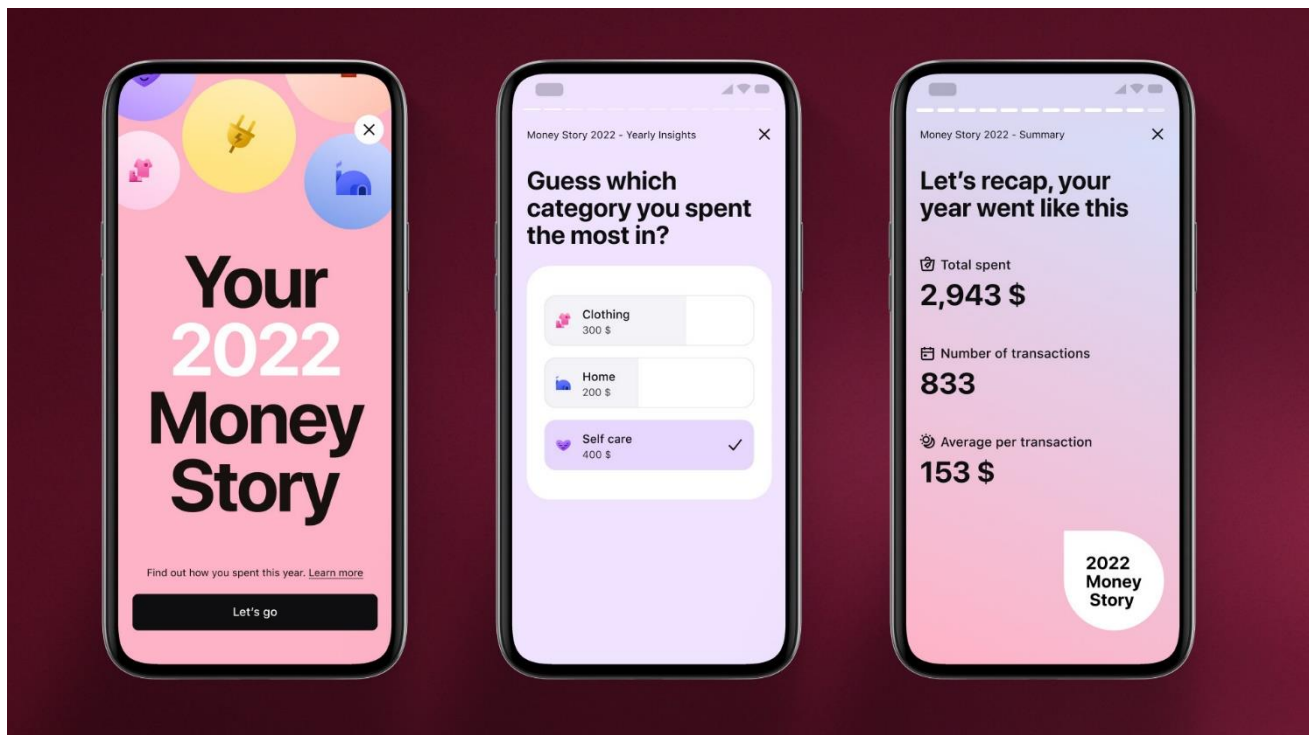 Your
2022
Money
Story
Find out how you spent this year. Learn more
Let's go
Money Story 2022 - Yearly Insights
Guess which
category you spent
the most in?
Clothing
300 $
Home
200 $
Self care
400 $
Money Story 2022 - Summary
Let's recap, your
year went like this
Total spent
2,943 $
Number of transactions
833
Average per transaction
153 $
2022
Money
Story